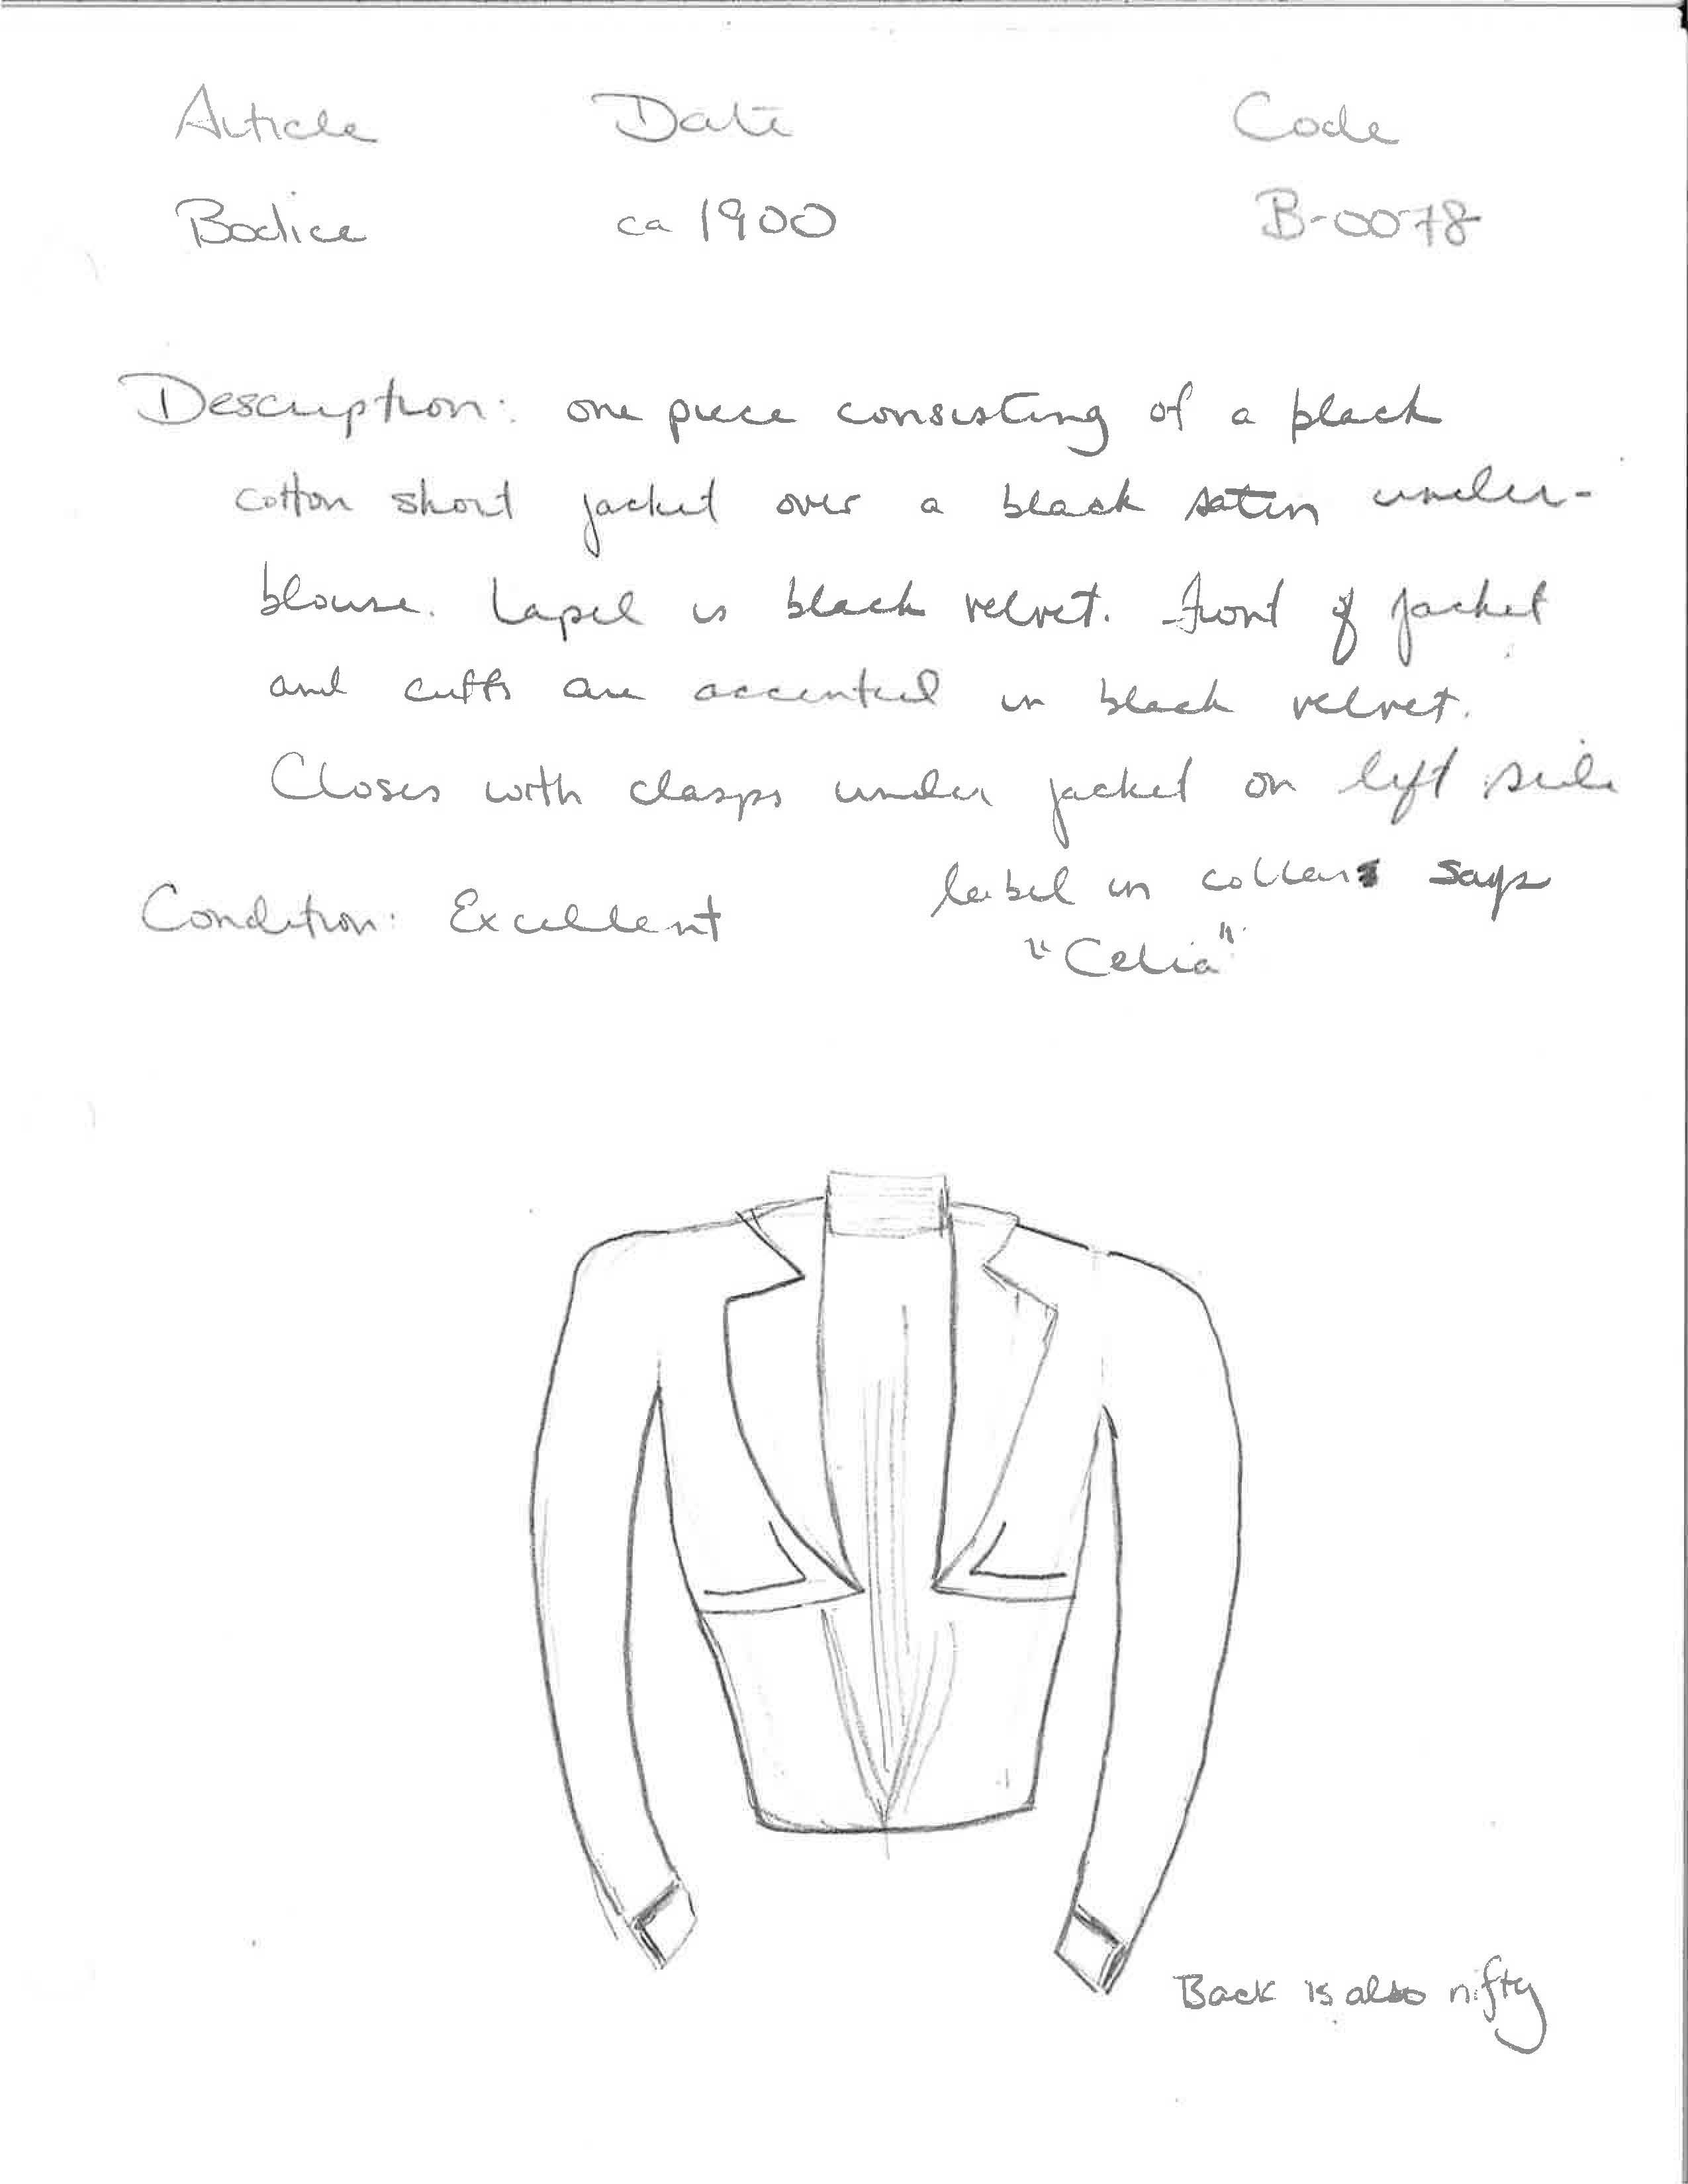 Article Date Code
Bodice ca 1900 B-0078
Description: one piece consisting of a black
cotton short jacket over a black satin under-
blouse. Lapel is black velvet. Front of jacket
and cuffs are accented in black velvet.
Closes with clasps under jacket on left side
label in collar says
Condition: Excellent
"Celia"
Back is also nifty